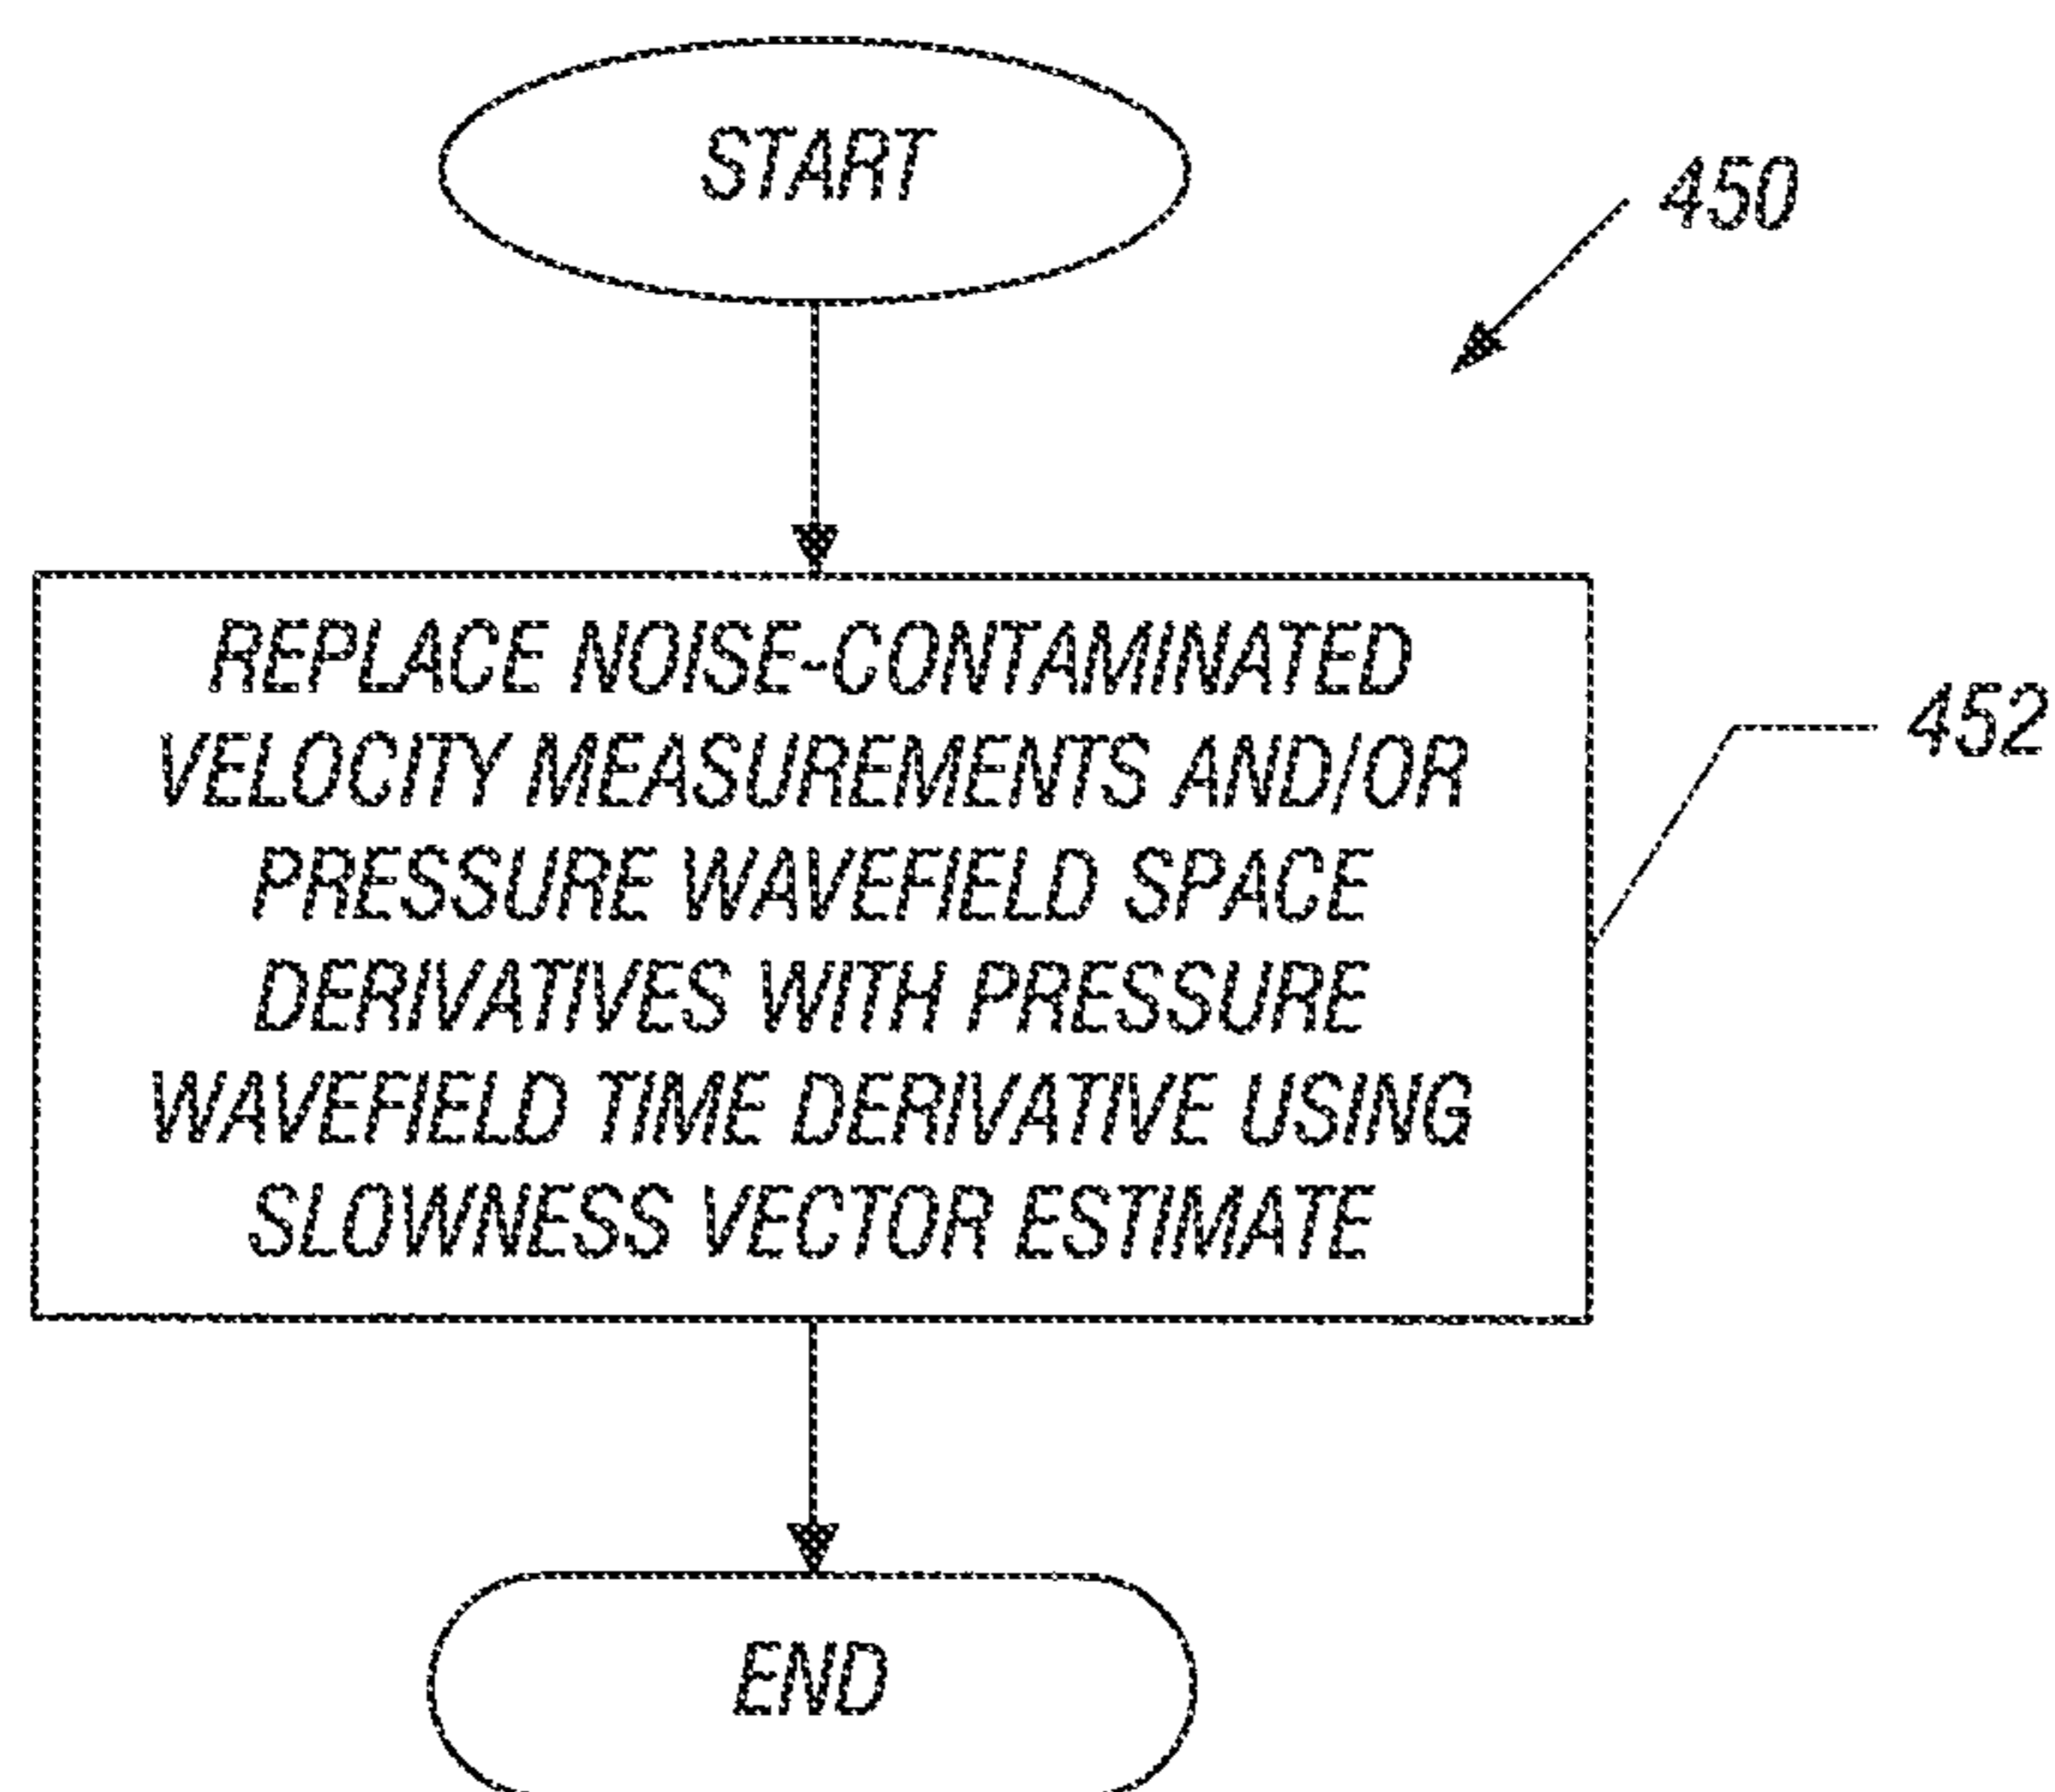 START
450
REPLACE NOISE-CONTAMINATED
VELOCITY MEASUREMENTS AND/OR
PRESSURE WAVEFIELD SPACE
DERIVATIVES WITH PRESSURE
WAVEFIELD TIME DERIVATIVE USING
SLOWNESS VECTOR ESTIMATE
452
END